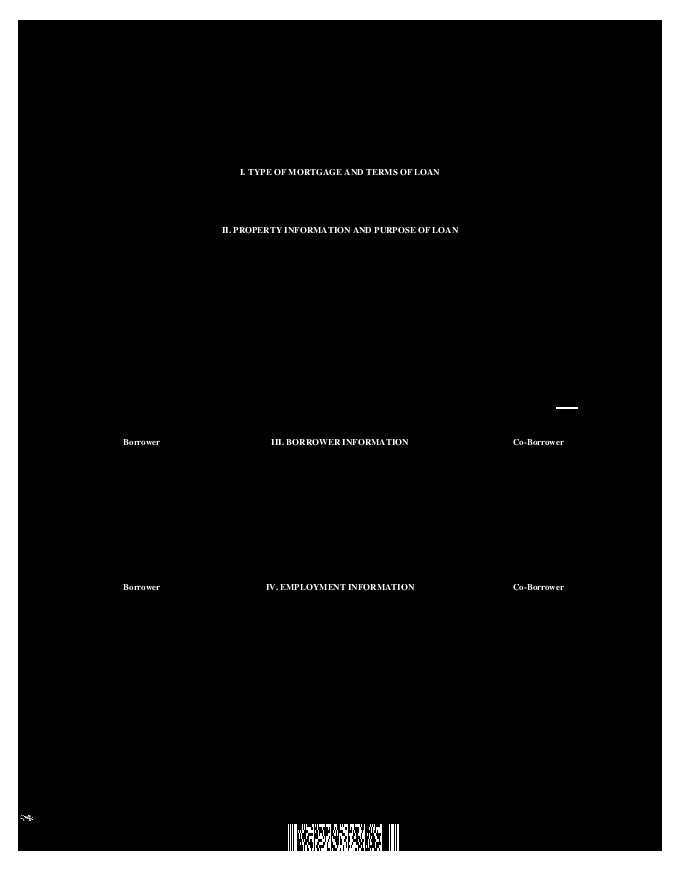 I. TYPE OF MORTGAGE AND TERMS OF LOAN
II. PROPERTY INFORMATION AND PURPOSE OF LOAN
Borrower III. BORROWER INFORMATION Co-Borrower
Borrower IV. EMPLOYMENT INFORMATION Co-Borrower